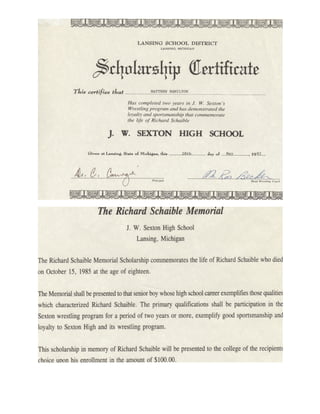 LANSING SCHOOL DISTRICT
LANSING, MICHIGAN
Scholarship Certificate
This certifies that MATTHEW HAMILTON
Has completed two years in J. W. Sexton's
Wrestling program and has demonstrated the
loyalty and sportsmanship that commemorate
the life of Richard Schaible
J. W. SEXTON HIGH SCHOOL
Given at Lansing, State of Michigan, this day of
Principal
Head Wrestling Coach
The Richard Schaible Memorial
J. W. Sexton High School
Lansing, Michigan
The Richard Schaible Memorial Scholarship commemorates the life of Richard Schaible who died
on October 15, 1985 at the age of eighteen.
The Memorial shall be presented to that senior boy whose high school career exemplifies those qualities
which characterized Richard Schaible. The primary qualifications shall be participation in the
Sexton wrestling program for a period of two years or more, exemplify good sportsmanship and
loyalty to Sexton High and its wrestling program.
This scholarship in memory of Richard Schaible will be presented to the college of the recipients
choice upon his enrollment in the amount of $100.00.